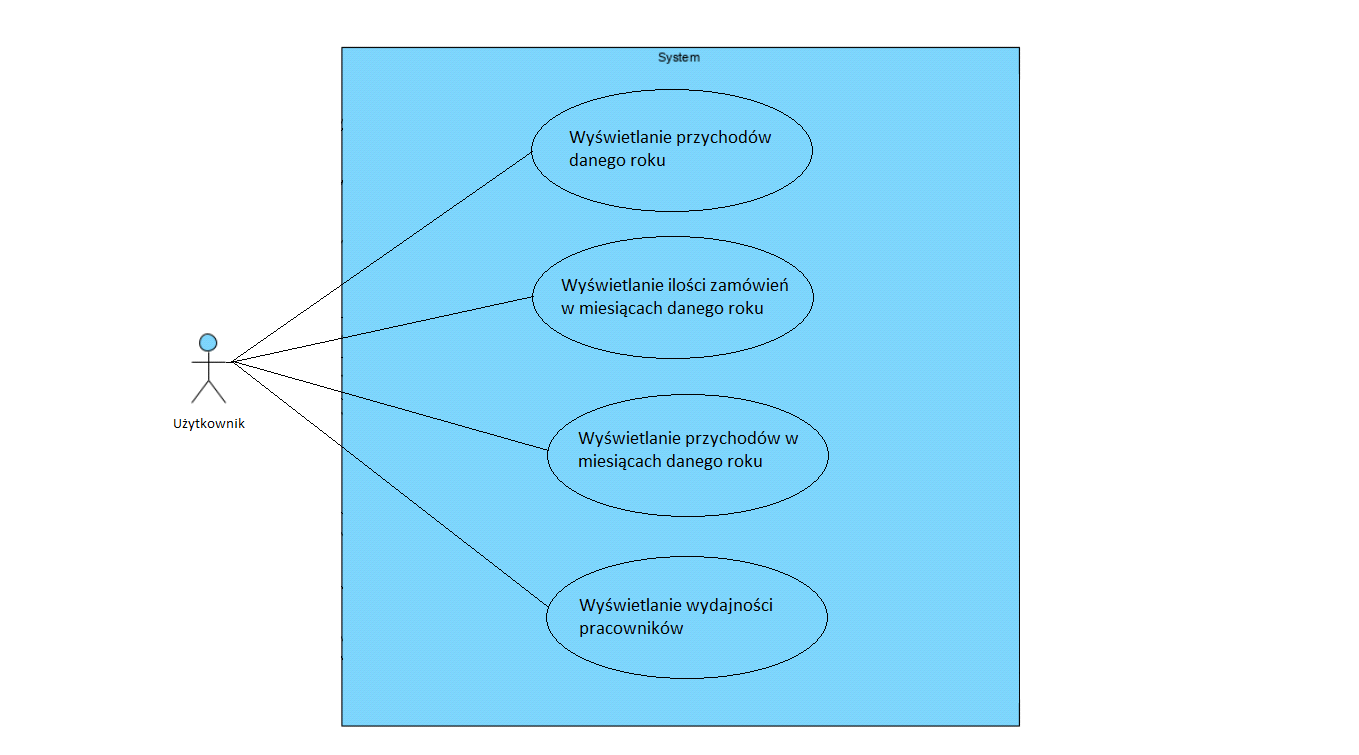 System
Wyświetlanie przychodów
danego roku
Wyświetlanie ilości zamówień
w miesiącach danego roku
Użytkownik
Wyświetlanie przychodów w
miesiącach danego roku
Wyświetlanie wydajności
pracowników